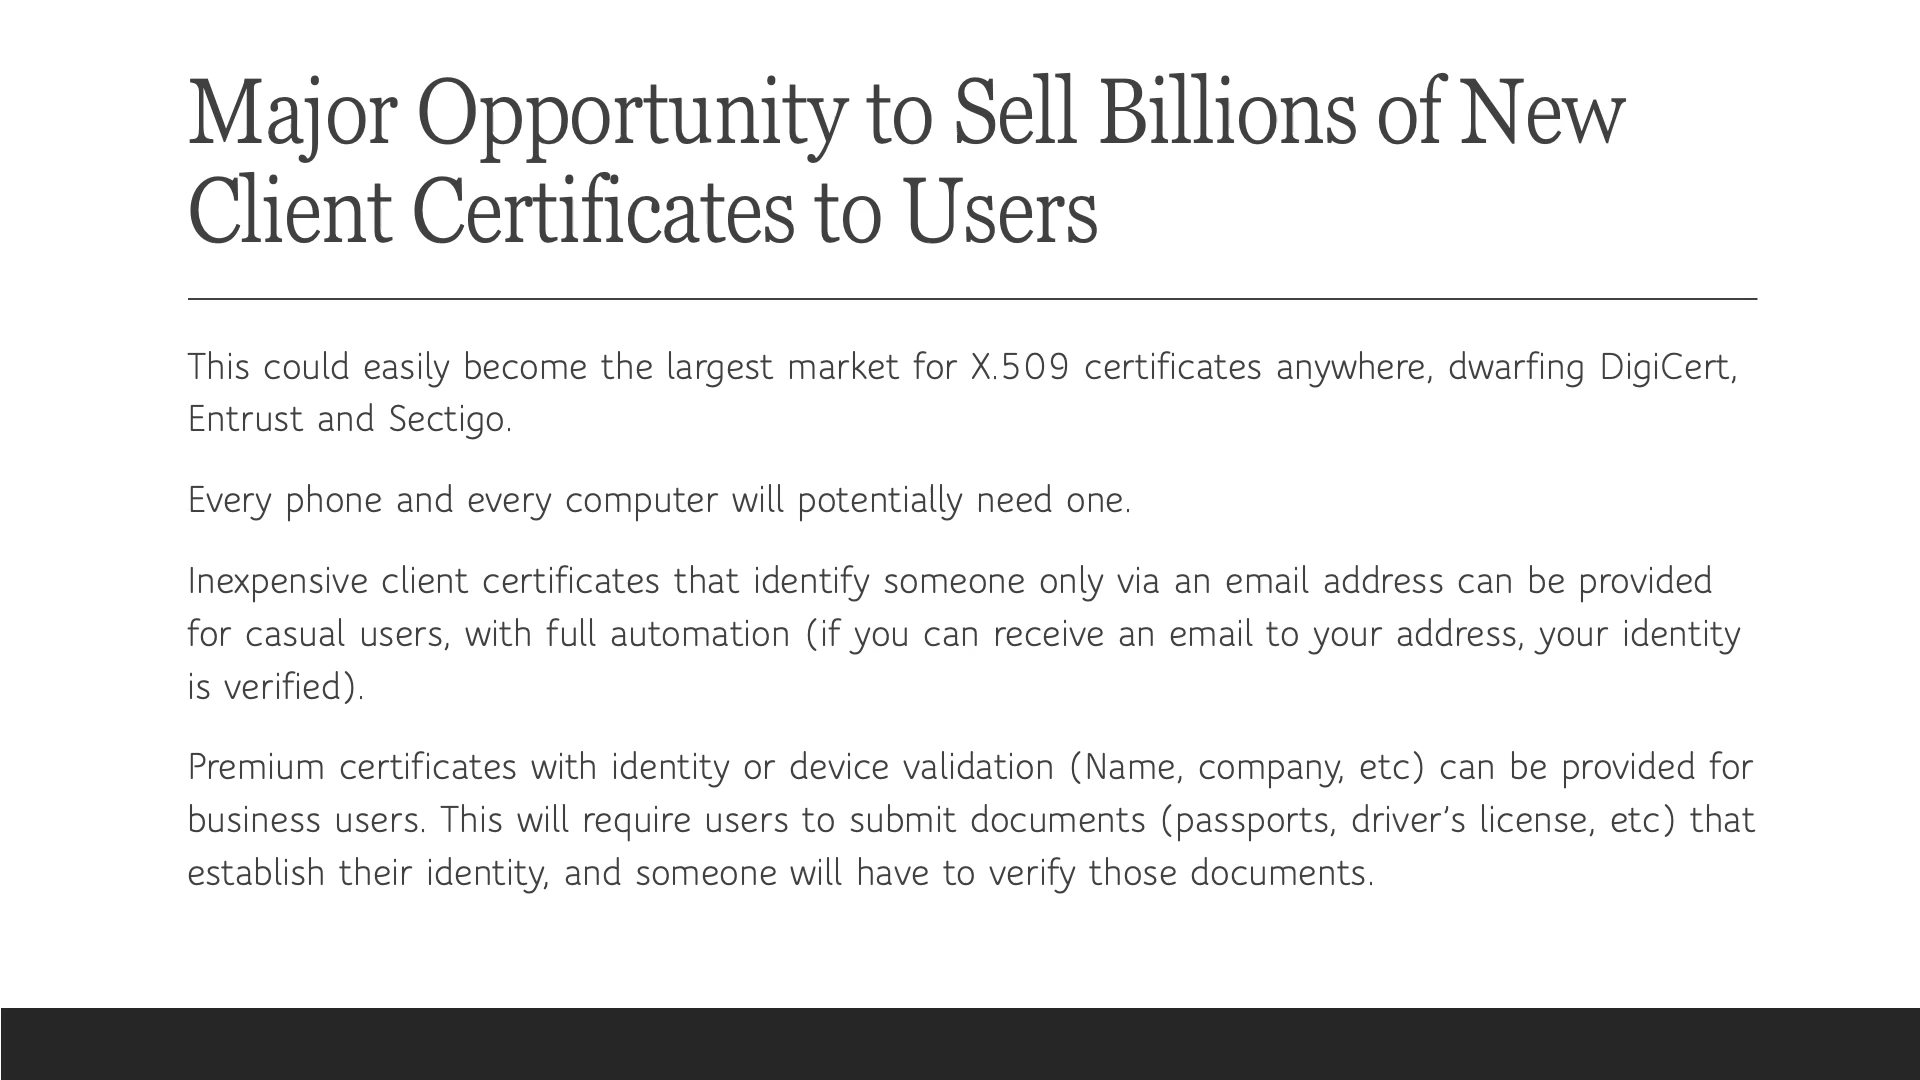 Major Opportunity to Sell Billions of New
Client Certificates to Users
This could easily become the largest market for X.509 certificates anywhere, dwarfing DigiCert,
Entrust and Sectigo.
Every phone and every computer will potentially need one.
Inexpensive client certificates that identify someone only via an email address can be provided
for casual users, with full automation (if you can receive an email to your address, your identity
is verified).
Premium certificates with identity or device validation (Name, company, etc) can be provided for
business users. This will require users to submit documents (passports, driver’s license, etc) that
establish their identity, and someone will have to verify those documents.